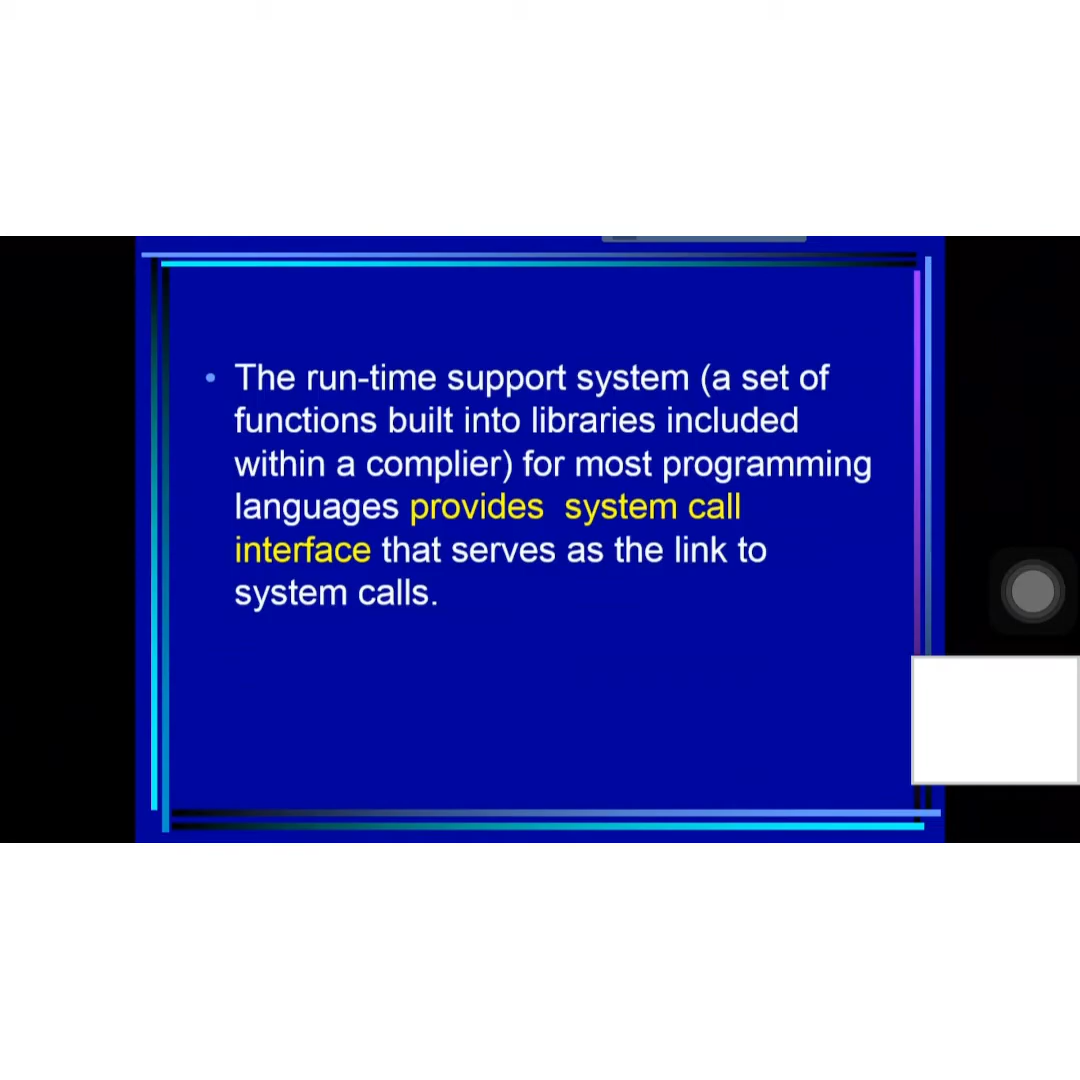 • The run-time support system (a set of
functions built into libraries included
within a complier) for most programming
languages provides  system call
interface that serves as the link to
system calls.